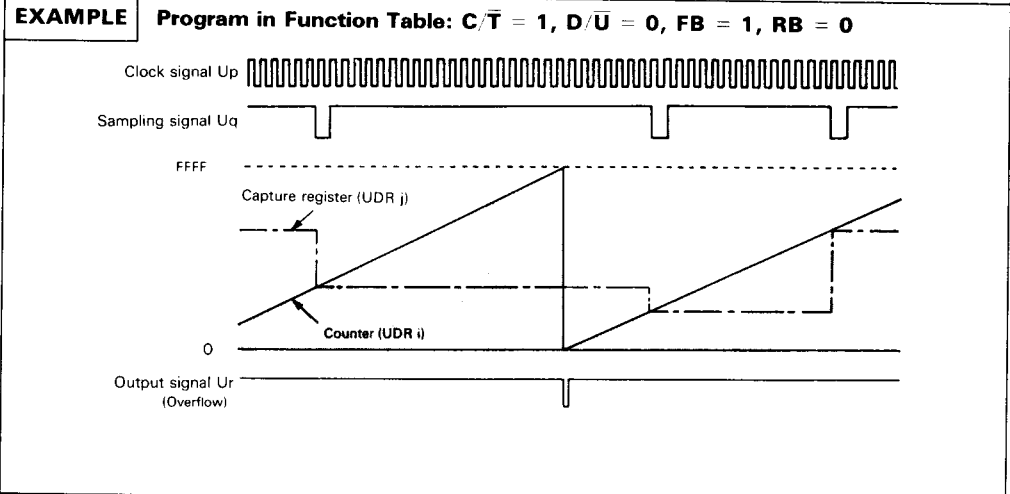 EXAMPLE
Program in Function Table: C/T̅ = 1, D/U̅ = 0, FB = 1, RB = 0
Clock signal Up
Sampling signal Uq
FFFF
Capture register (UDR j)
Counter (UDR i)
0
Output signal Ur
(Overflow)